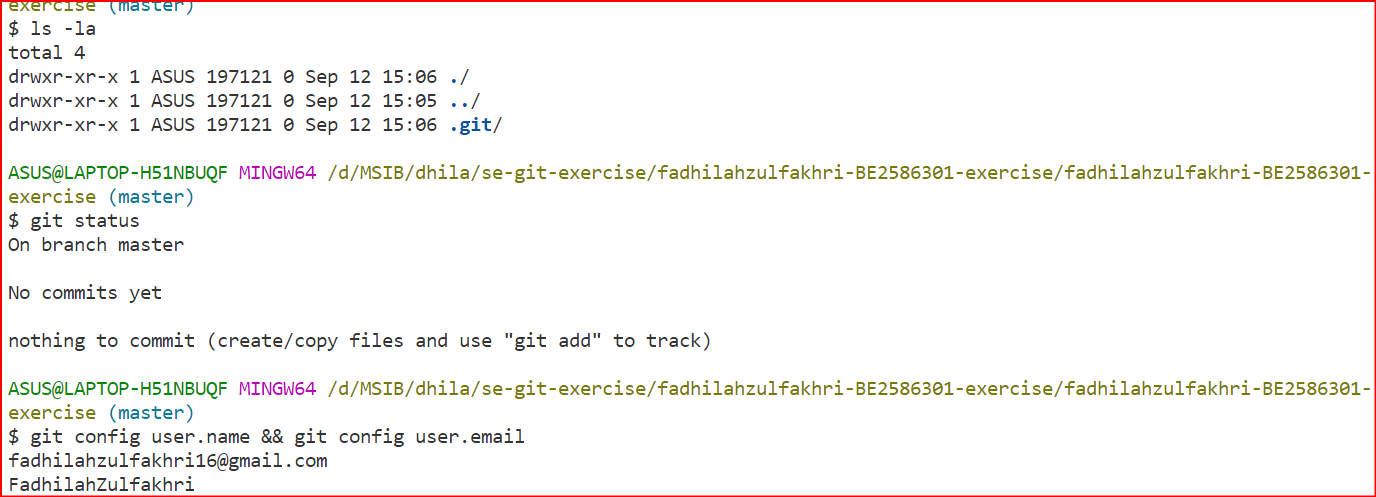 exercise (master)
$ ls -la
total 4
drwxr-xr-x 1 ASUS 197121 0 Sep 12 15:06 ./
drwxr-xr-x 1 ASUS 197121 0 Sep 12 15:05 ../
drwxr-xr-x 1 ASUS 197121 0 Sep 12 15:06 .git/
ASUS@LAPTOP-H51NBUQF MINGW64 /d/MSIB/dhila/se-git-exercise/fadhilahzulfakhri-BE2586301-exercise/fadhilahzulfakhri-BE2586301-
exercise (master)
$ git status
On branch master
No commits yet
nothing to commit (create/copy files and use "git add" to track)
ASUS@LAPTOP-H51NBUQF MINGW64 /d/MSIB/dhila/se-git-exercise/fadhilahzulfakhri-BE2586301-exercise/fadhilahzulfakhri-BE2586301-
exercise (master)
$ git config user.name && git config user.email
fadhilahzulfakhri16@gmail.com
FadhilahZulfakhri